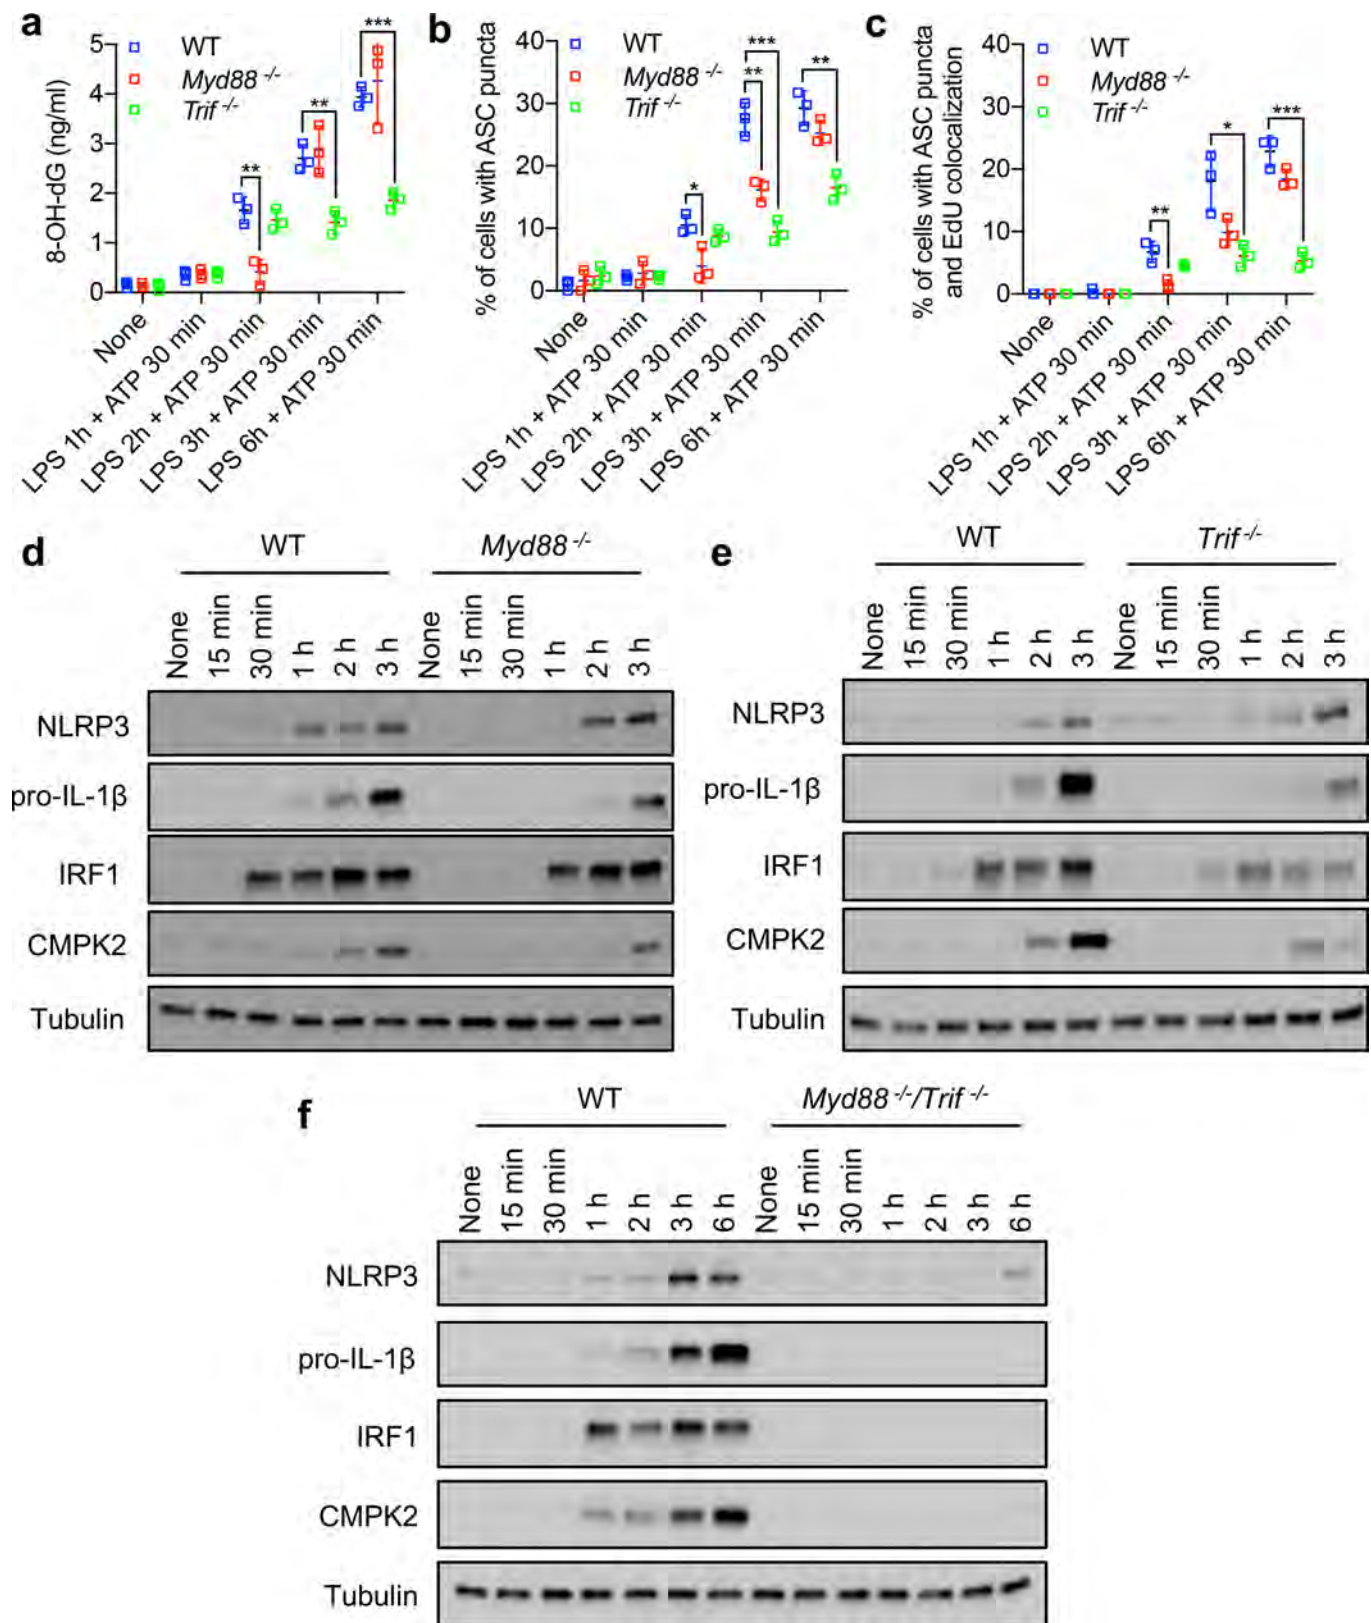 a
8-OH-dG (ng/ml)
5
4
3
2
1
0
WT
Myd88 -/-
Trif -/-
**
**
***
None
LPS 1h + ATP 30 min
LPS 2h + ATP 30 min
LPS 3h + ATP 30 min
LPS 6h + ATP 30 min
b
% of cells with ASC puncta
40
30
20
10
0
WT
Myd88 -/-
Trif -/-
*
***
**
**
None
LPS 1h + ATP 30 min
LPS 2h + ATP 30 min
LPS 3h + ATP 30 min
LPS 6h + ATP 30 min
c
% of cells with ASC puncta
and EdU colocalization
40
30
20
10
0
WT
Myd88 -/-
Trif -/-
**
*
***
None
LPS 1h + ATP 30 min
LPS 2h + ATP 30 min
LPS 3h + ATP 30 min
LPS 6h + ATP 30 min
d
WT Myd88 -/-
None 15 min 30 min 1 h 2 h 3 h None 15 min 30 min 1 h 2 h 3 h
NLRP3
pro-IL-1β
IRF1
CMPK2
Tubulin
e
WT Trif -/-
None 15 min 30 min 1 h 2 h 3 h None 15 min 30 min 1 h 2 h 3 h
NLRP3
pro-IL-1β
IRF1
CMPK2
Tubulin
f
WT Myd88 -/-/Trif -/-
None 15 min 30 min 1 h 2 h 3 h 6 h None 15 min 30 min 1 h 2 h 3 h 6 h
NLRP3
pro-IL-1β
IRF1
CMPK2
Tubulin